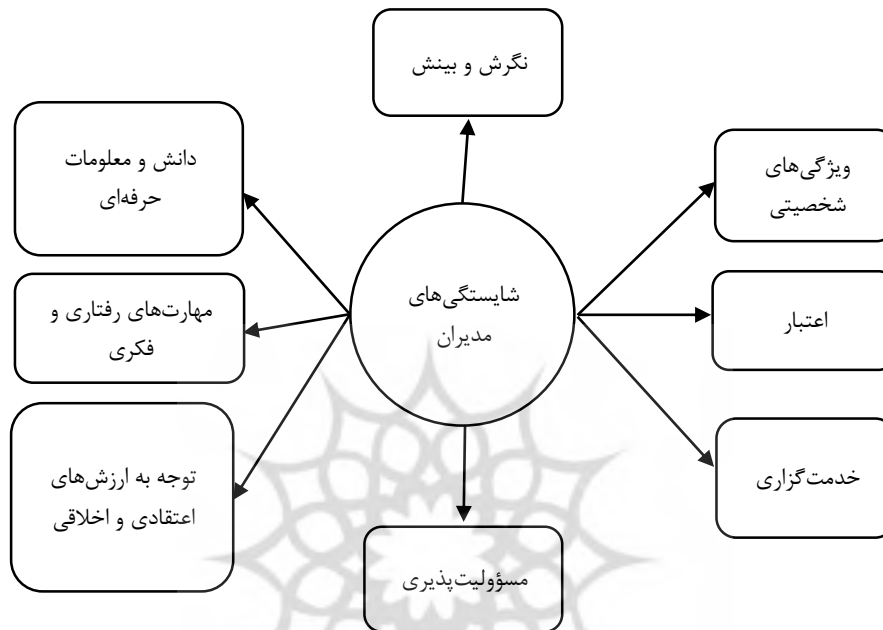 نگرش و بینش
ویژگی‌های
شخصیتی
دانش و معلومات
حرفه‌ای
شایستگی‌های
مدیران
اعتبار
مهارت‌های رفتاری و
فکری
خدمت‌گزاری
توجه به ارزش‌های
اعتقادی و اخلاقی
مسؤولیت‌پذیری